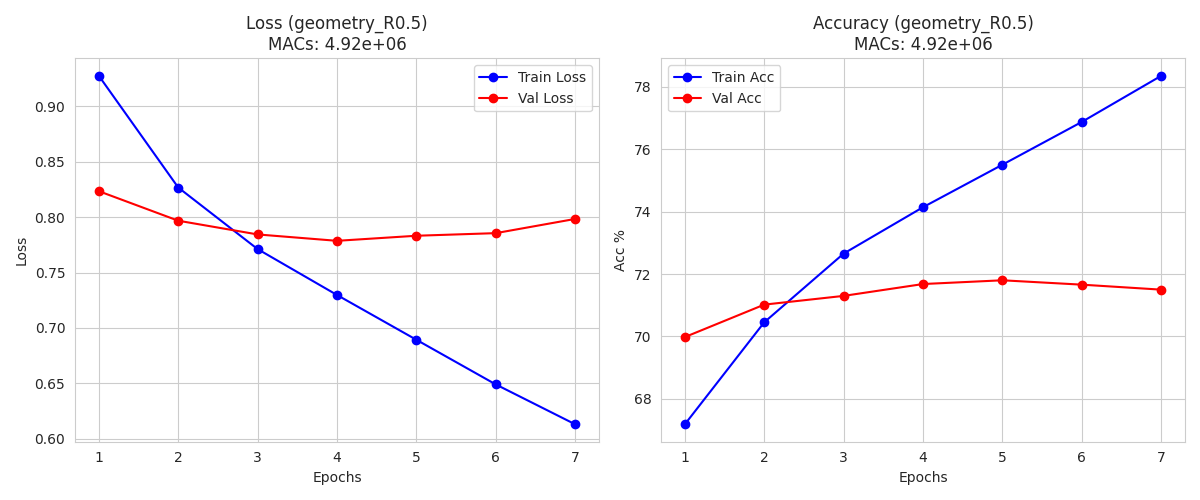 Loss (geometry_R0.5)
MACs: 4.92e+06
Train Loss
Val Loss
0.90
0.85
0.80
0.75
0.70
0.65
0.60
Loss
1 2 3 4 5 6 7
Epochs
Accuracy (geometry_R0.5)
MACs: 4.92e+06
Train Acc
Val Acc
78
76
74
72
70
68
Acc %
1 2 3 4 5 6 7
Epochs